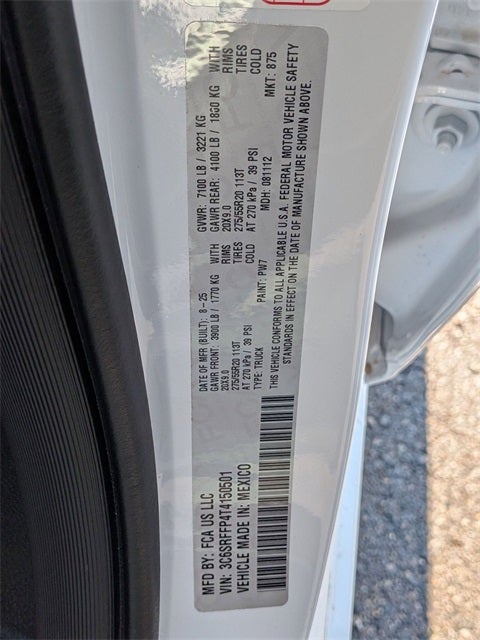 MFD BY: FCA US LLC
VIN: 3C6SRFFP4T4150501
VEHICLE MADE IN: MEXICO
DATE OF MFR (BUILT): 8-25
GAWR FRONT: 3900 LB / 1770 KG WITH
20X9.0 RIMS
275/55R20 113T TIRES
AT 270 kPa / 39 PSI COLD
TYPE: TRUCK PAINT: PW7
GVWR: 7100 LB / 3221 KG
GAWR REAR: 4100 LB / 1860 KG WITH
20X9.0 RIMS
275/55R20 113T TIRES
AT 270 kPa / 39 PSI COLD
MDH: 081112 MKT: 875
THIS VEHICLE CONFORMS TO ALL APPLICABLE U.S.A. FEDERAL MOTOR VEHICLE SAFETY
STANDARDS IN EFFECT ON THE DATE OF MANUFACTURE SHOWN ABOVE.